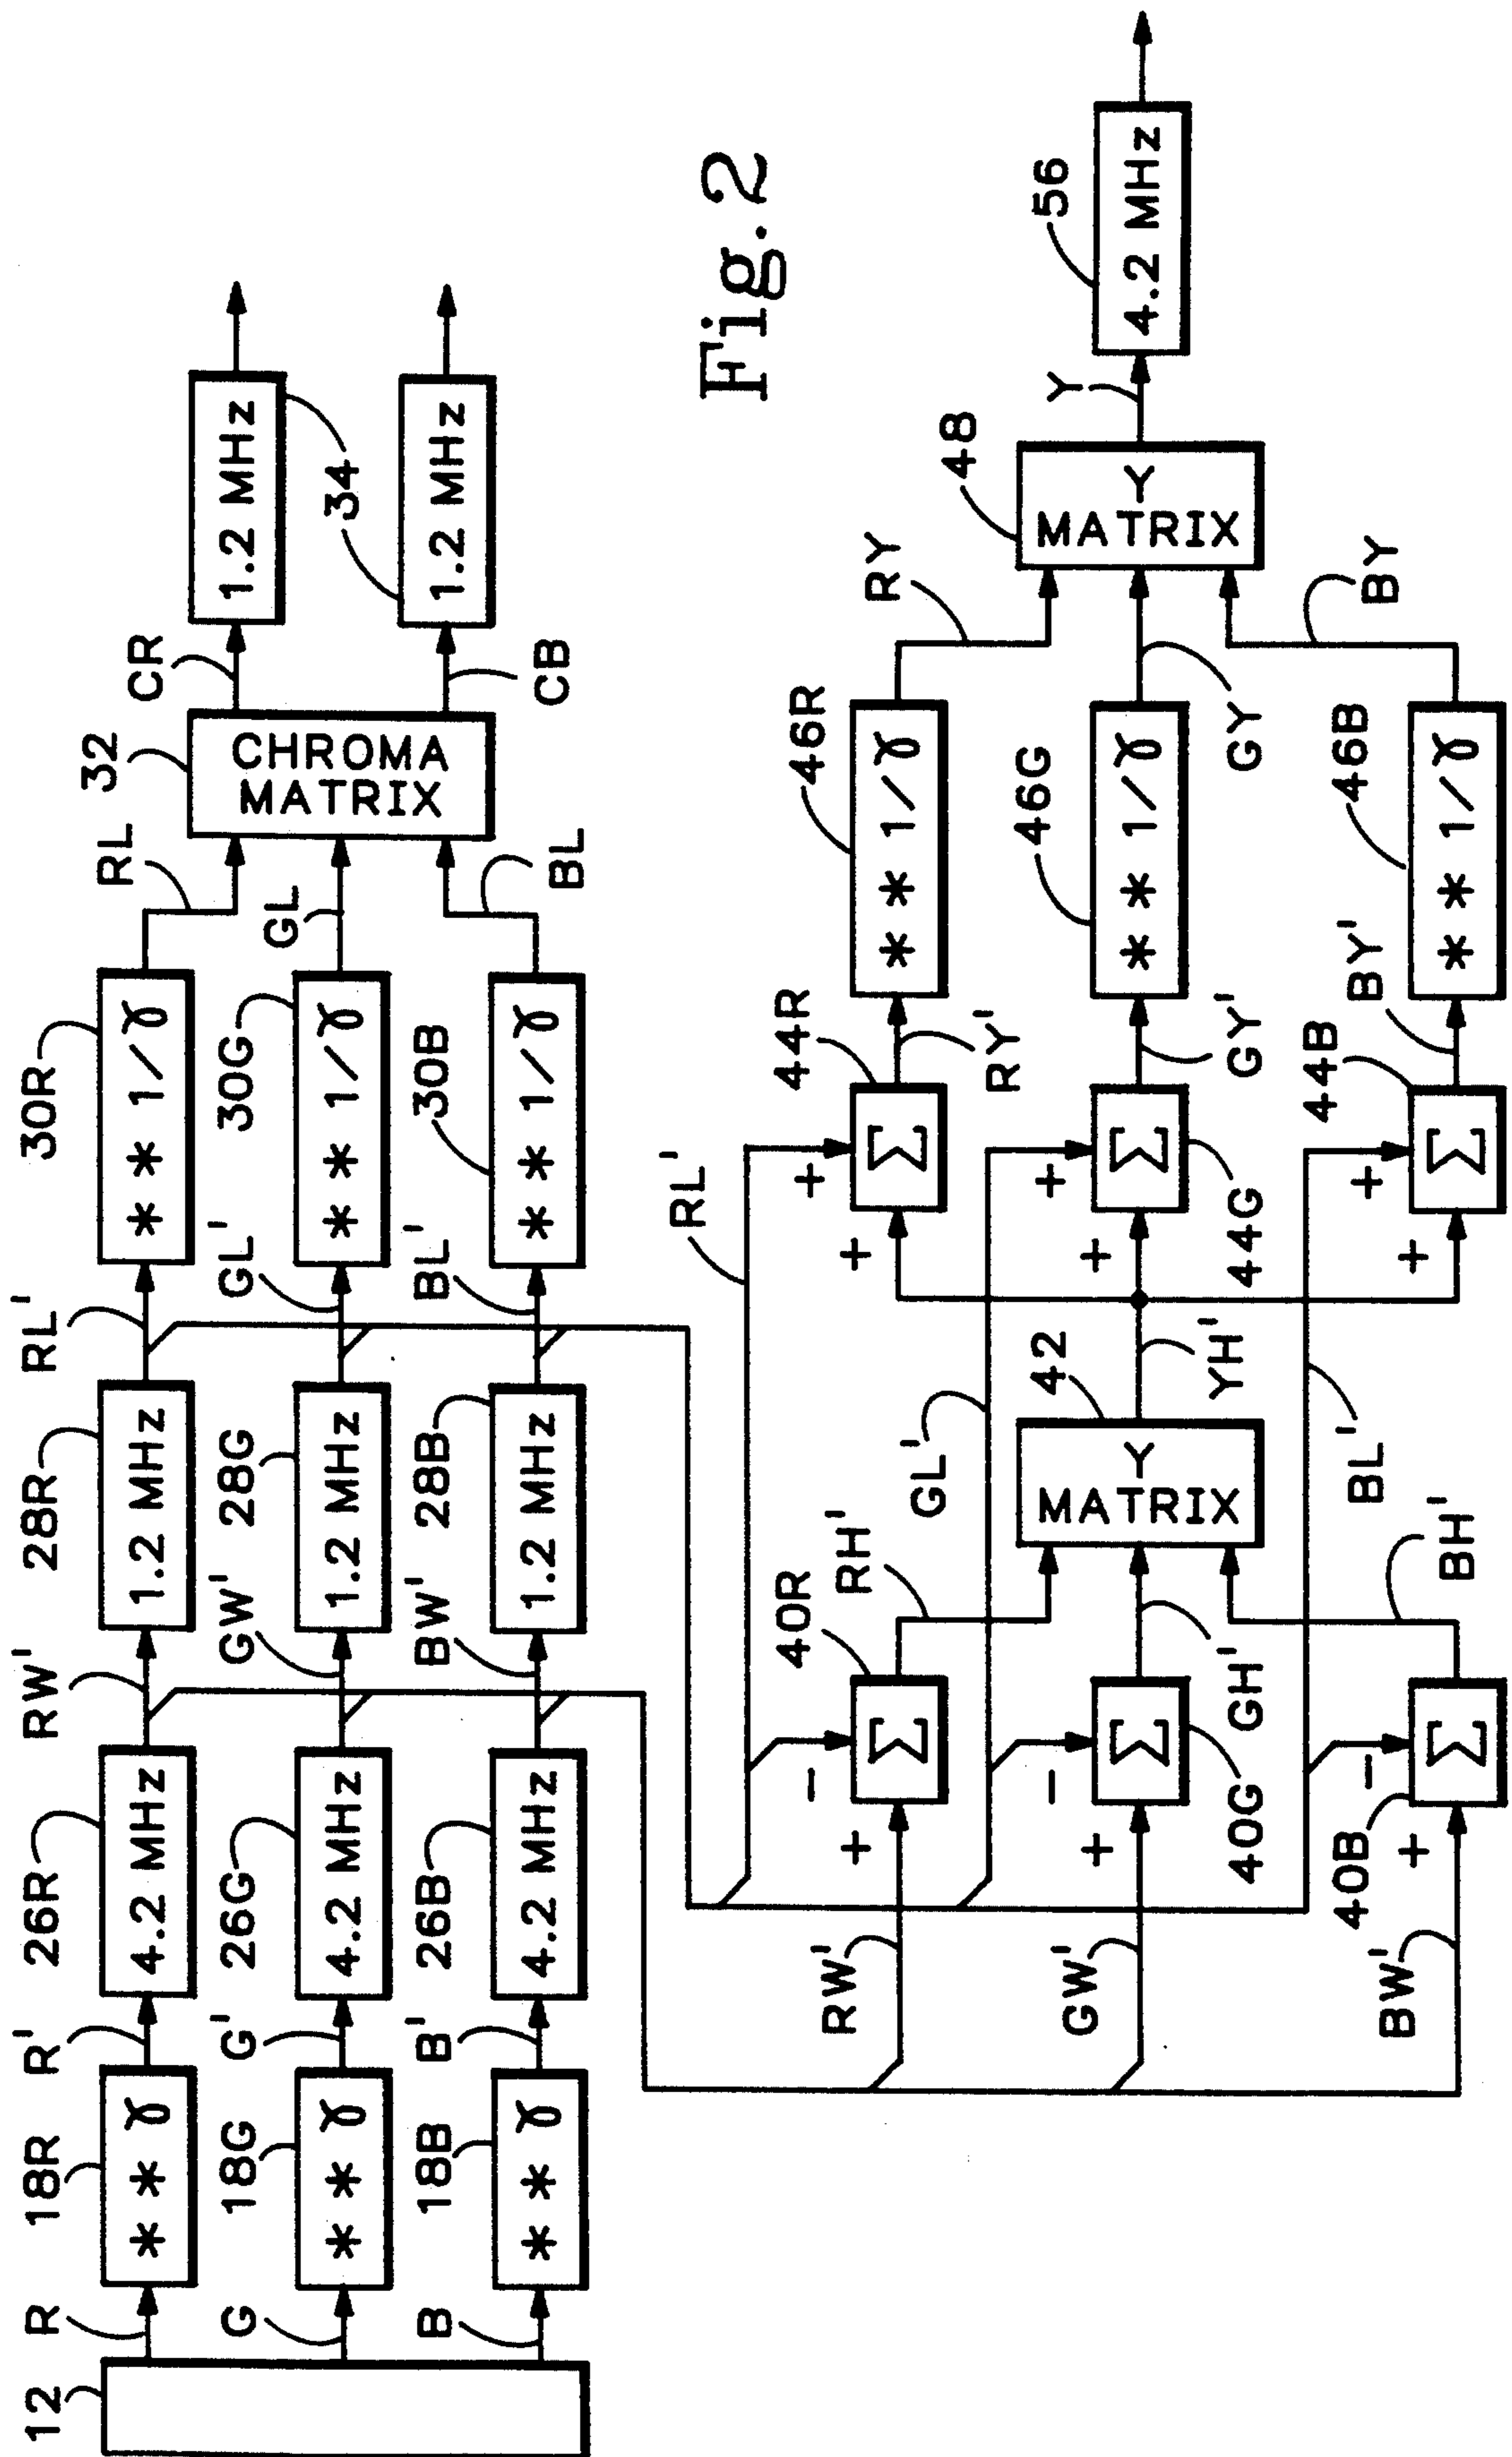 12
R
18R
* * γ
R'
26R
4.2 MHz
RW'
28R
1.2 MHz
RL'
30R
* * 1/γ
RL
32
CHROMA
MATRIX
CR
1.2 MHz
34
G
18G
* * γ
G'
26G
4.2 MHz
GW'
28G
1.2 MHz
GL'
30G
* * 1/γ
GL
B
18B
* * γ
B'
26B
4.2 MHz
BW'
28B
1.2 MHz
BL'
30B
* * 1/γ
BL
CB
1.2 MHz
Fig. 2
RL'
RW'
+
-
Σ
40R
RH'
+
+
Σ
44R
RY'
* * 1/γ
46R
RY
GL'
GW'
+
-
Σ
40G
GH'
Y
MATRIX
42
YH'
+
+
Σ
44G
GY'
* * 1/γ
46G
GY
Y
MATRIX
48
Y
4.2 MHz
56
BL'
BW'
+
-
Σ
40B
BH'
+
+
Σ
44B
BY'
* * 1/γ
46B
BY